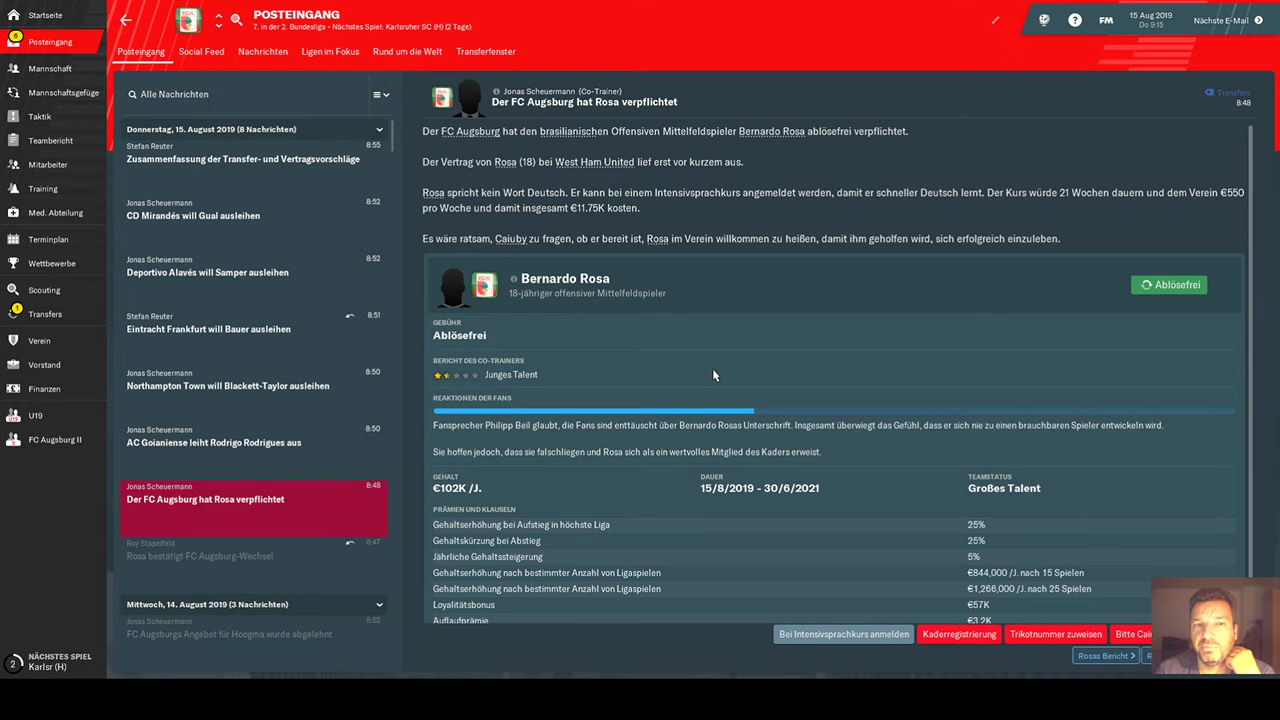 Startseite
6
Posteingang
Mannschaft
Mannschaftsgefüge
Taktik
Teambericht
Mitarbeiter
Training
Med. Abteilung
Terminplan
Wettbewerbe
Scouting
1
Transfers
Verein
Vorstand
Finanzen
U19
FC Augsburg II
2
NÄCHSTES SPIEL
Karlsr (H)
POSTEINGANG
7. in der 2. Bundesliga - Nächstes Spiel: Karlsruher SC (H) (2 Tage)
?
FM
15 Aug 2019
Do 9:15
Nächste E-Mail
Posteingang Social Feed Nachrichten Ligen im Fokus Rund um die Welt Transferfenster
Alle Nachrichten
Donnerstag, 15. August 2019 (8 Nachrichten)
Stefan Reuter 8:55
Zusammenfassung der Transfer- und Vertragsvorschläge
Jonas Scheuermann 8:52
CD Mirandés will Gual ausleihen
Jonas Scheuermann 8:52
Deportivo Alavés will Samper ausleihen
Stefan Reuter 8:51
Eintracht Frankfurt will Bauer ausleihen
Jonas Scheuermann 8:50
Northampton Town will Blackett-Taylor ausleihen
Jonas Scheuermann 8:50
AC Goianiense leiht Rodrigo Rodrigues aus
Jonas Scheuermann 8:48
Der FC Augsburg hat Rosa verpflichtet
Roy Stapelfeld 8:47
Rosa bestätigt FC Augsburg-Wechsel
Mittwoch, 14. August 2019 (3 Nachrichten)
Jonas Scheuermann 8:52
FC Augsburgs Angebot für Hoogma wurde abgelehnt
Jonas Scheuermann (Co-Trainer)
Der FC Augsburg hat Rosa verpflichtet
Transfers
8:48
Der FC Augsburg hat den brasilianischen Offensiven Mittelfeldspieler Bernardo Rosa ablösefrei verpflichtet.
Der Vertrag von Rosa (18) bei West Ham United lief erst vor kurzem aus.
Rosa spricht kein Wort Deutsch. Er kann bei einem Intensivsprachkurs angemeldet werden, damit er schneller Deutsch lernt. Der Kurs würde 21 Wochen dauern und dem Verein €550
pro Woche und damit insgesamt €11.75K kosten.
Es wäre ratsam, Caiuby zu fragen, ob er bereit ist, Rosa im Verein willkommen zu heißen, damit ihm geholfen wird, sich erfolgreich einzuleben.
Bernardo Rosa
18-jähriger offensiver Mittelfeldspieler
Ablösefrei
GEBÜHR
Ablösefrei
BERICHT DES CO-TRAINERS
Junges Talent
REAKTIONEN DER FANS
Fansprecher Philipp Beil glaubt, die Fans sind enttäuscht über Bernardo Rosas Unterschrift. Insgesamt überwiegt das Gefühl, dass er sich nie zu einen brauchbaren Spieler entwickeln wird.
Sie hoffen jedoch, dass sie falschliegen und Rosa sich als ein wertvolles Mitglied des Kaders erweist.
GEHALT DAUER TEAMSTATUS
€102K /J. 15/8/2019 - 30/6/2021 Großes Talent
PRÄMIEN UND KLAUSELN
Gehaltserhöhung bei Aufstieg in höchste Liga 25%
Gehaltskürzung bei Abstieg 25%
Jährliche Gehaltssteigerung 5%
Gehaltserhöhung nach bestimmter Anzahl von Ligaspielen €844,000 /J. nach 15 Spielen
Gehaltserhöhung nach bestimmter Anzahl von Ligaspielen €1,266,000 /J. nach 25 Spielen
Loyalitätsbonus €57K
Auflaufprämie €3.2K
Bei Intensivsprachkurs anmelden Kaderregistrierung Trikotnummer zuweisen Bitte Cai
Rosas Bericht